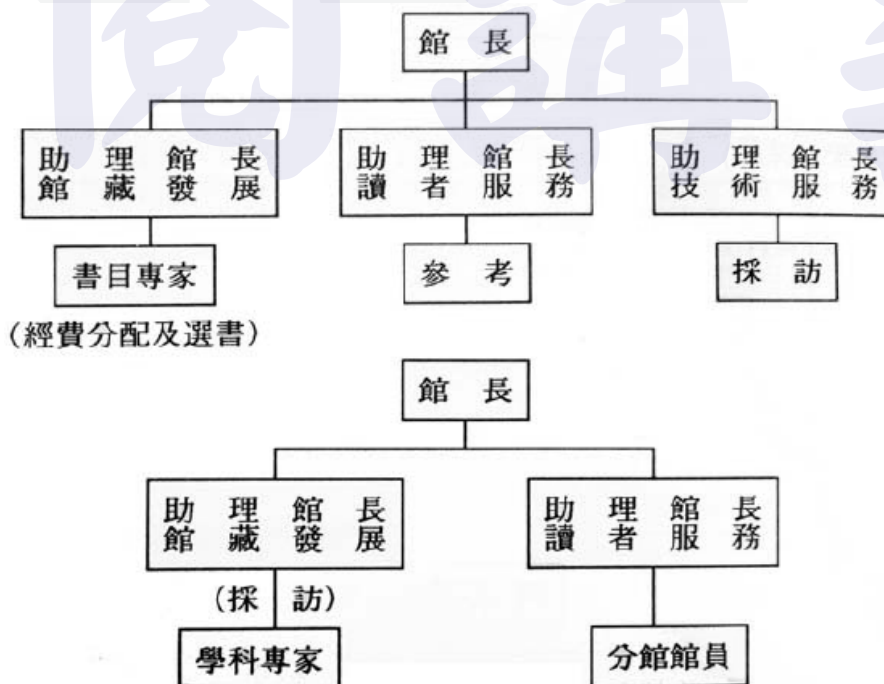 館 長
助 理 館 長
館 藏 發 展
助 理 館 長
讀 者 服 務
助 理 館 長
技 術 服 務
書目專家
參 考
採 訪
（經費分配及選書）
館 長
助 理 館 長
館 藏 發 展
助 理 館 長
讀 者 服 務
（採 訪）
學科專家
分館館員